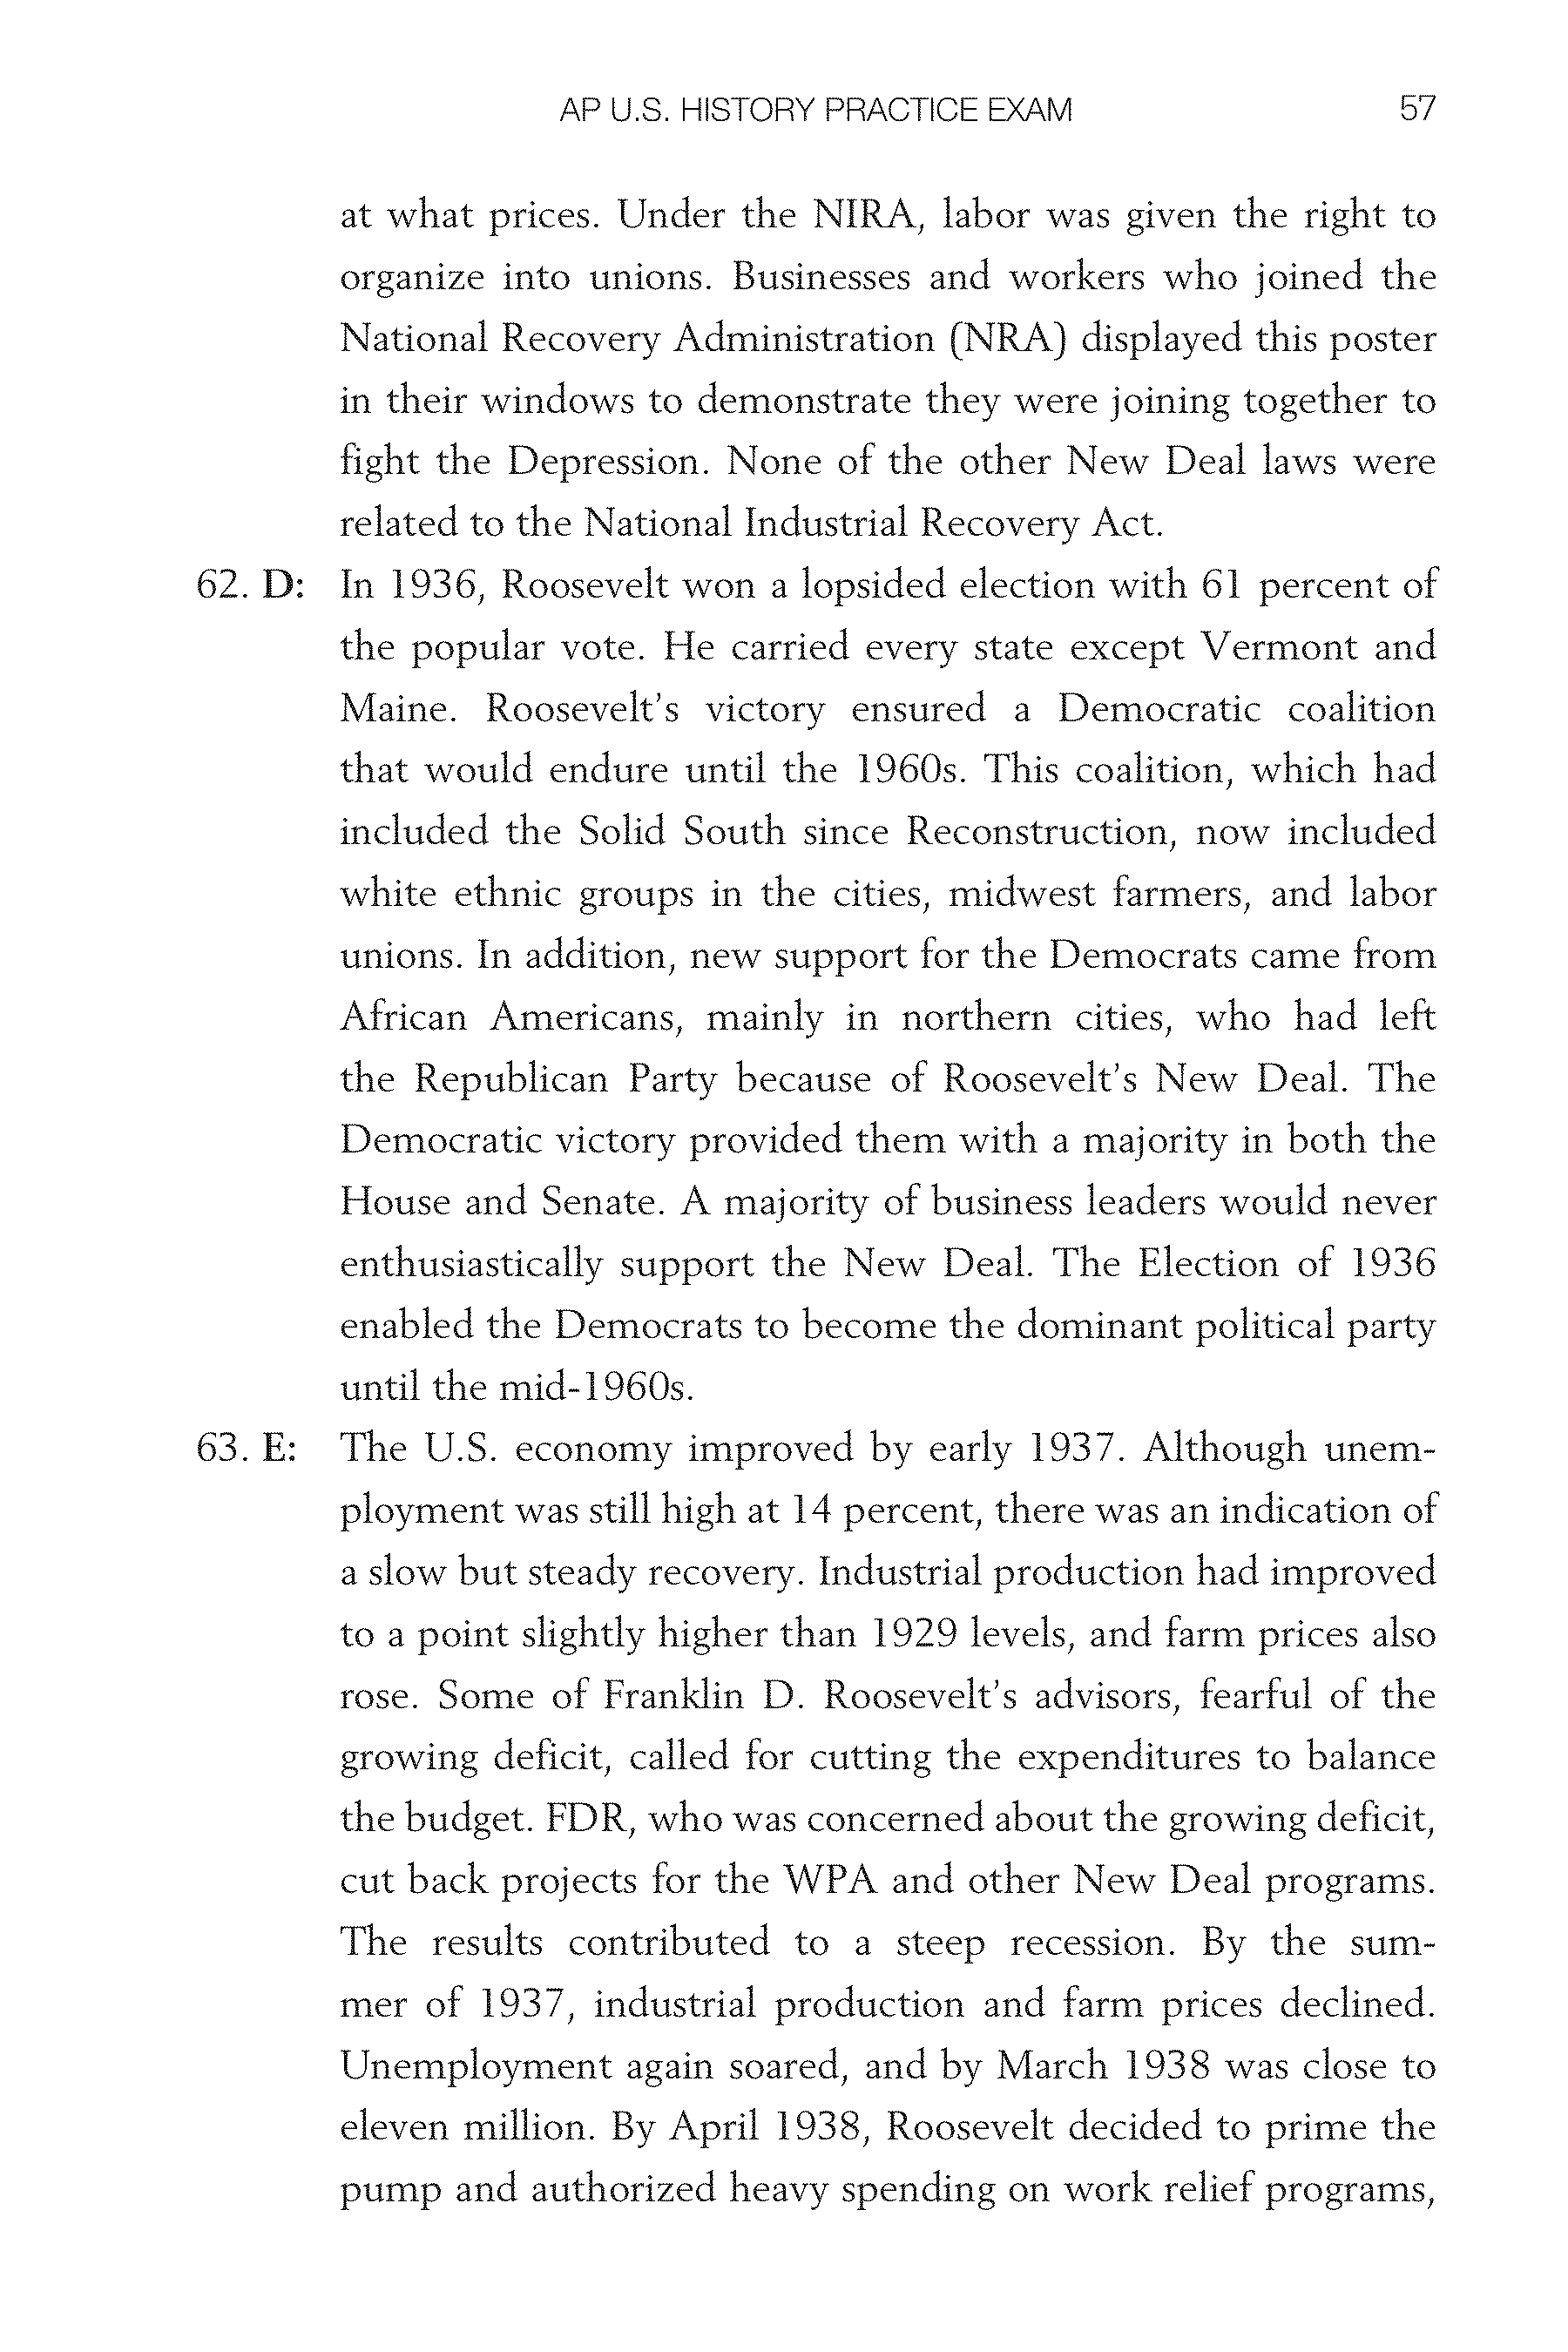 AP U.S. HISTORY PRACTICE EXAM 57
at what prices. Under the NIRA, labor was given the right to
organize into unions. Businesses and workers who joined the
National Recovery Administration (NRA) displayed this poster
in their windows to demonstrate they were joining together to
fight the Depression. None of the other New Deal laws were
related to the National Industrial Recovery Act.
62. D: In 1936, Roosevelt won a lopsided election with 61 percent of
the popular vote. He carried every state except Vermont and
Maine. Roosevelt's victory ensured a Democratic coalition
that would endure until the 1960s. This coalition, which had
included the Solid South since Reconstruction, now included
white ethnic groups in the cities, midwest farmers, and labor
unions. In addition, new support for the Democrats came from
African Americans, mainly in northern cities, who had left
the Republican Party because of Roosevelt's New Deal. The
Democratic victory provided them with a majority in both the
House and Senate. A majority of business leaders would never
enthusiastically support the New Deal. The Election of 1936
enabled the Democrats to become the dominant political party
until the mid-1960s.
63. E: The U.S. economy improved by early 1937. Although unem-
ployment was still high at 14 percent, there was an indication of
a slow but steady recovery. Industrial production had improved
to a point slightly higher than 1929 levels, and farm prices also
rose. Some of Franklin D. Roosevelt's advisors, fearful of the
growing deficit, called for cutting the expenditures to balance
the budget. FDR, who was concerned about the growing deficit,
cut back projects for the WPA and other New Deal programs.
The results contributed to a steep recession. By the sum-
mer of 1937, industrial production and farm prices declined.
Unemployment again soared, and by March 1938 was close to
eleven million. By April 1938, Roosevelt decided to prime the
pump and authorized heavy spending on work relief programs,